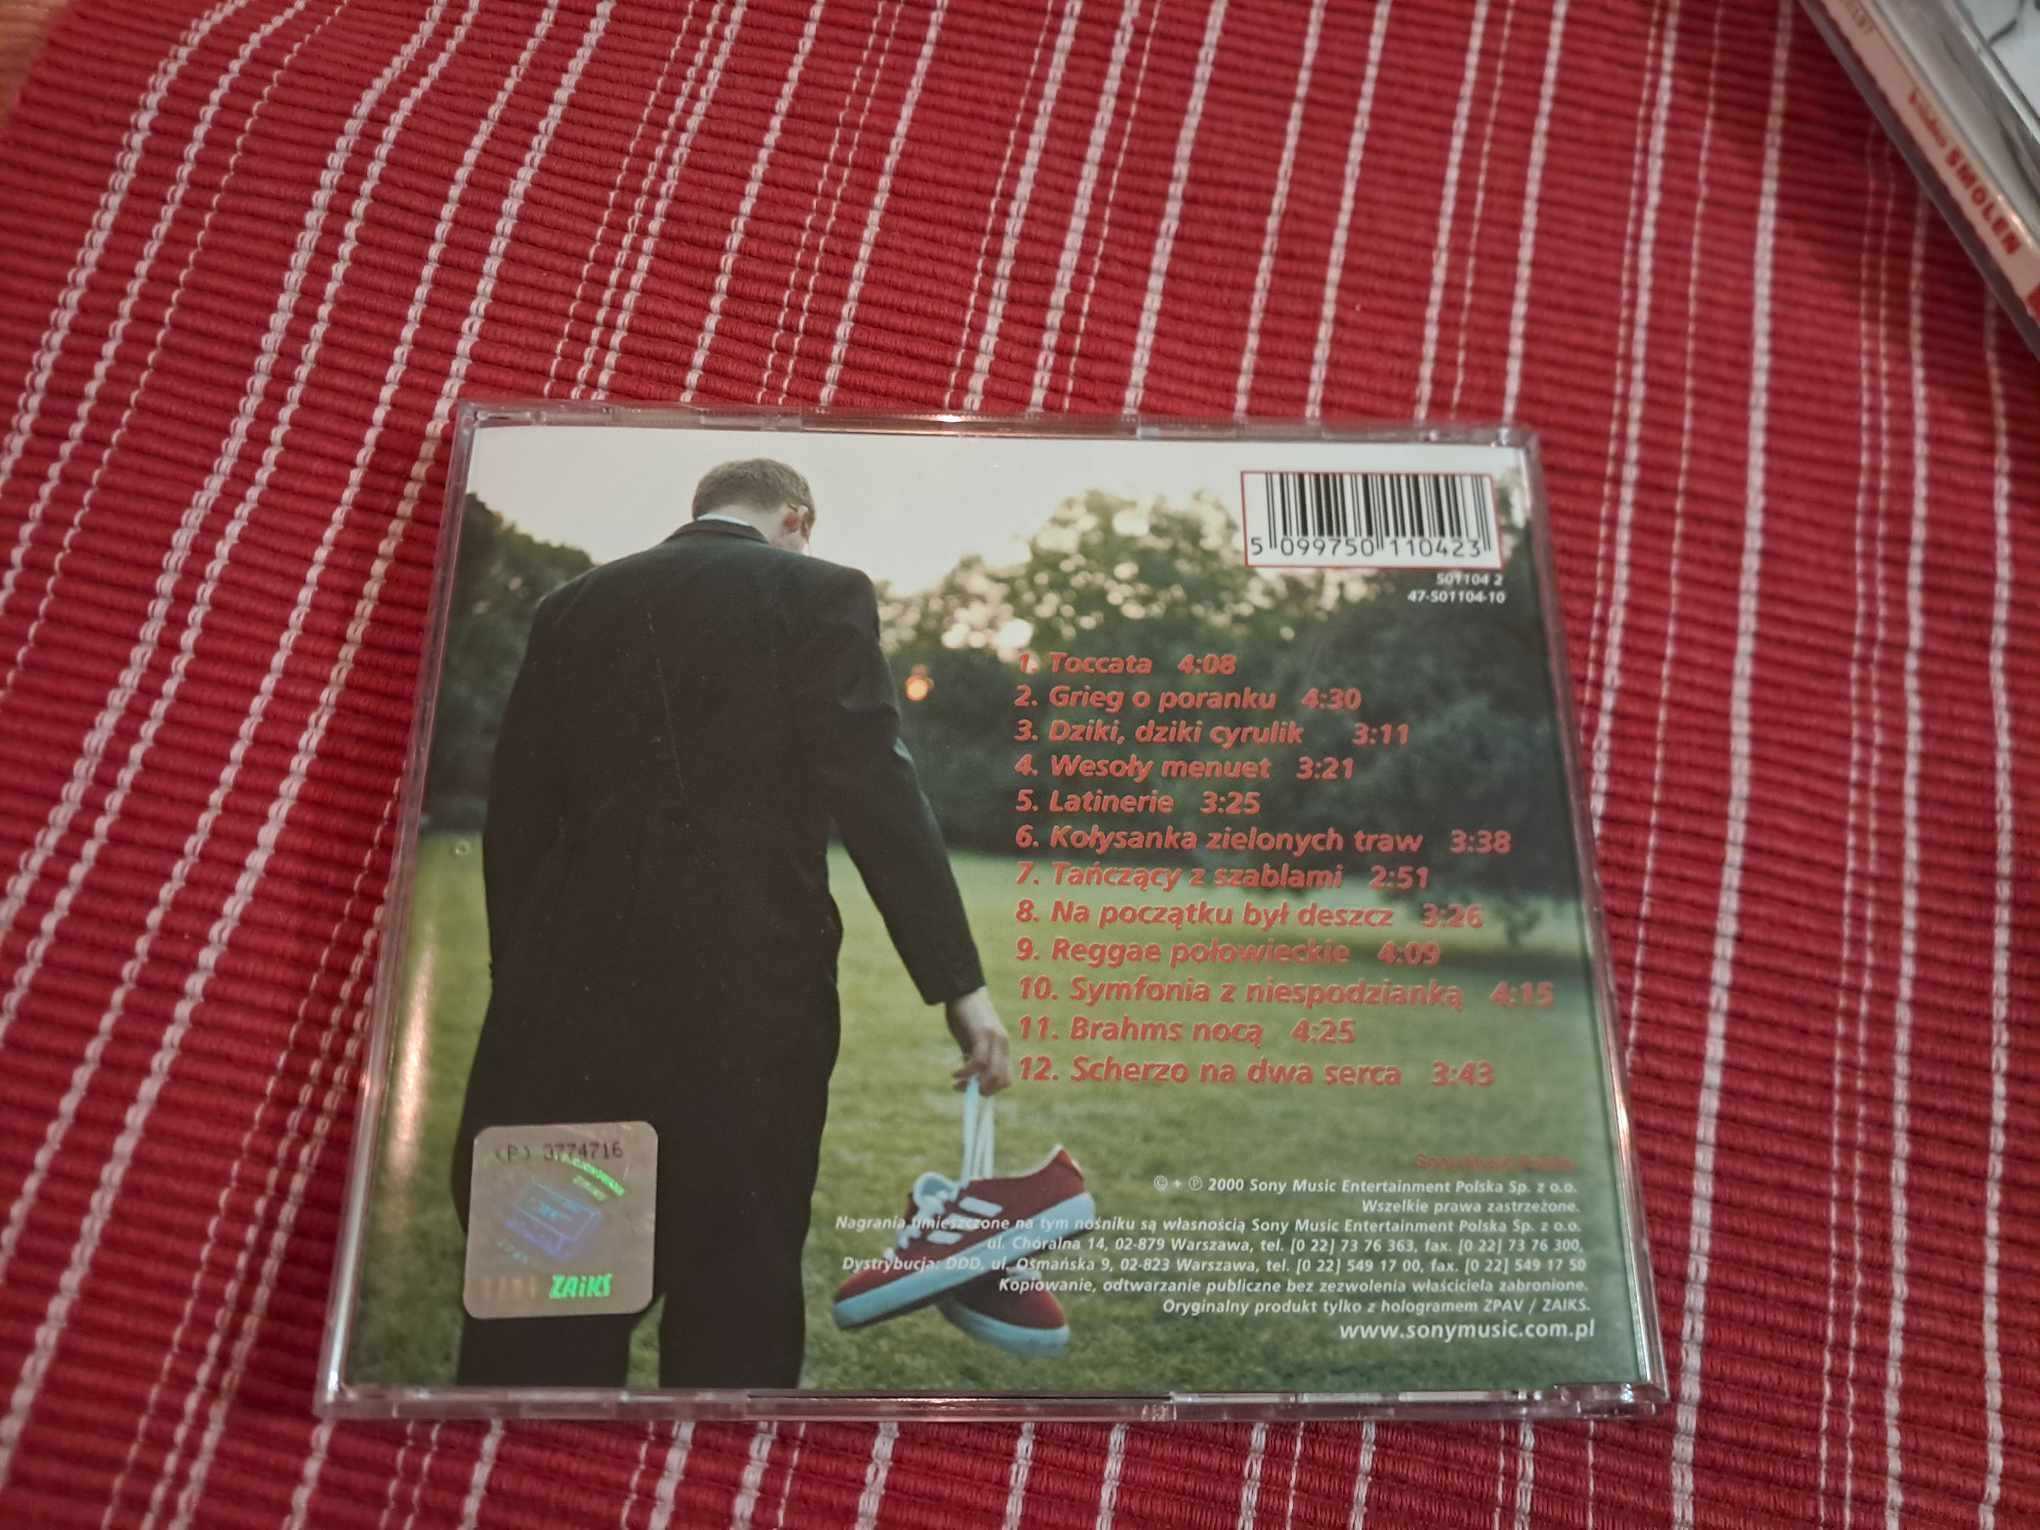 SMOLEŃ
5 099750 110423
501104 2
47-501104-10
1. Toccata 4:08
2. Grieg o poranku 4:30
3. Dziki, dziki cyrulik 3:11
4. Wesoły menuet 3:21
5. Latinerie 3:25
6. Kołysanka zielonych traw 3:38
7. Tańczący z szablami 2:51
8. Na początku był deszcz 3:26
9. Reggae połowieckie 4:09
10. Symfonia z niespodzianką 4:15
11. Brahms nocą 4:25
12. Scherzo na dwa serca 3:43
(P) 3774716
ZAiKS
© + ℗ 2000 Sony Music Entertainment Polska Sp. z o.o.
Wszelkie prawa zastrzeżone.
Nagrania umieszczone na tym nośniku są własnością Sony Music Entertainment Polska Sp. z o.o.
ul. Chóralna 14, 02-879 Warszawa, tel. [0 22] 73 76 363, fax. [0 22] 73 76 300,
Dystrybucja: DDD, ul. Osmańska 9, 02-823 Warszawa, tel. [0 22] 549 17 00, fax. [0 22] 549 17 50
Kopiowanie, odtwarzanie publiczne bez zezwolenia właściciela zabronione.
Oryginalny produkt tylko z hologramem ZPAV / ZAIKS.
www.sonymusic.com.pl